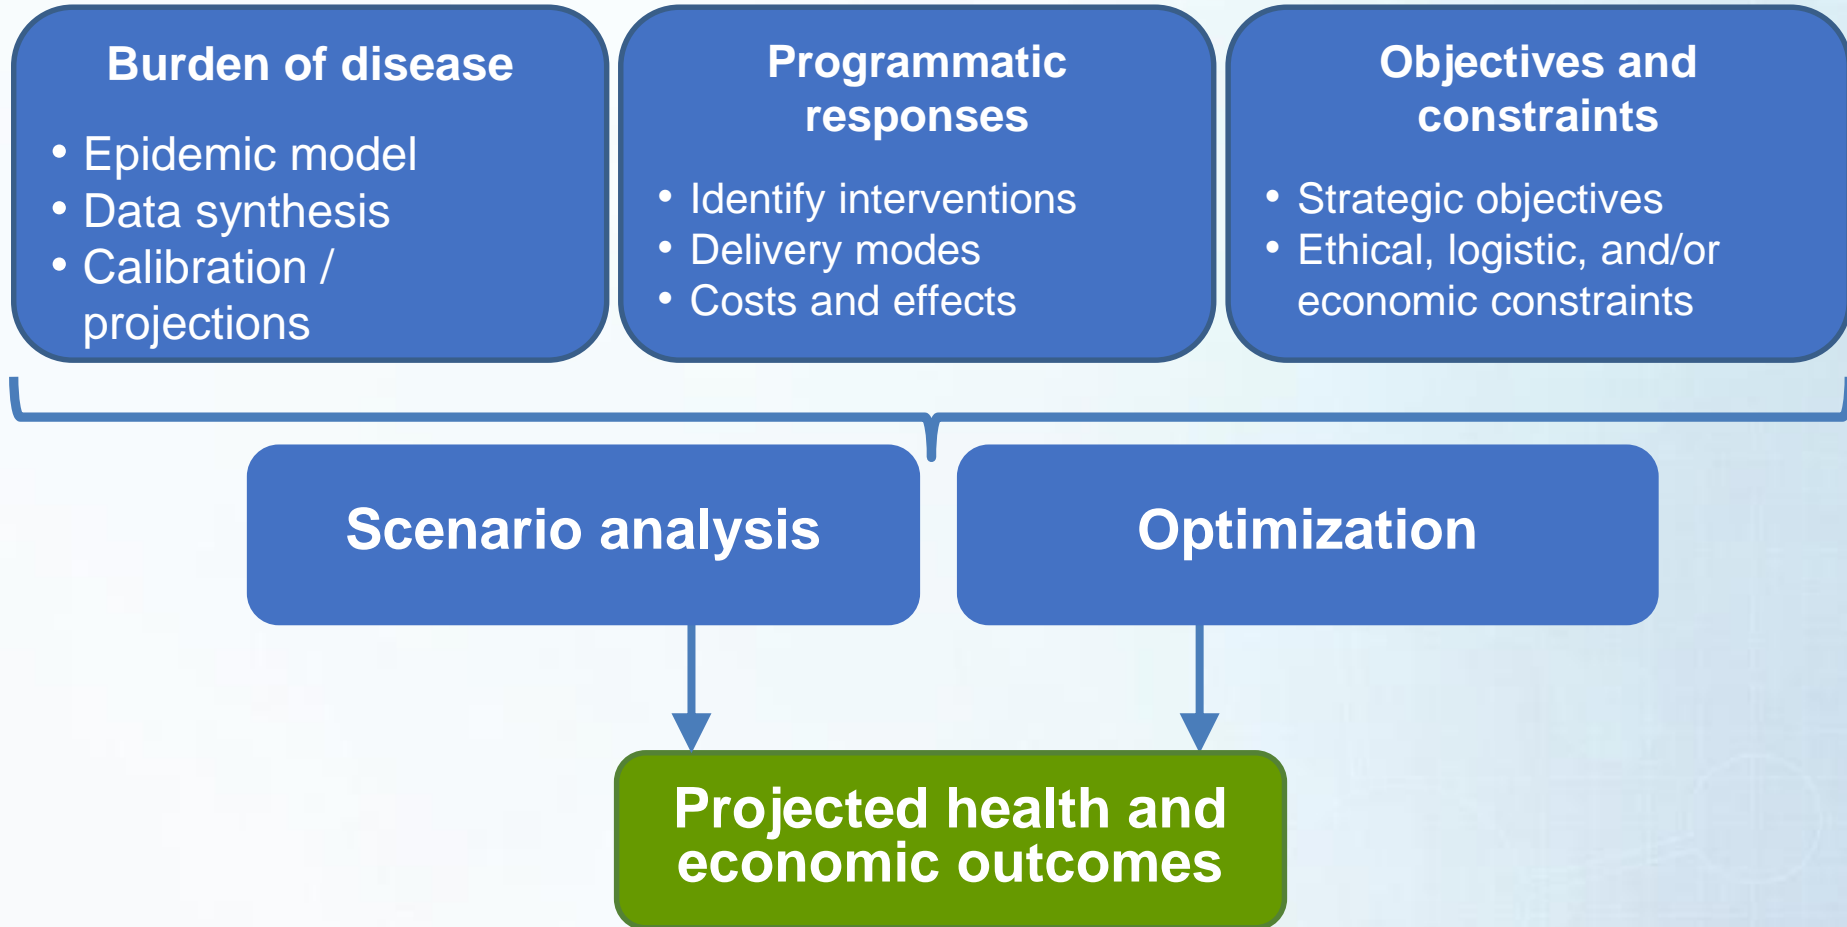 Burden of disease
• Epidemic model
• Data synthesis
• Calibration /
projections
Programmatic
responses
• Identify interventions
• Delivery modes
• Costs and effects
Objectives and
constraints
• Strategic objectives
• Ethical, logistic, and/or
economic constraints
Scenario analysis
Optimization
Projected health and
economic outcomes